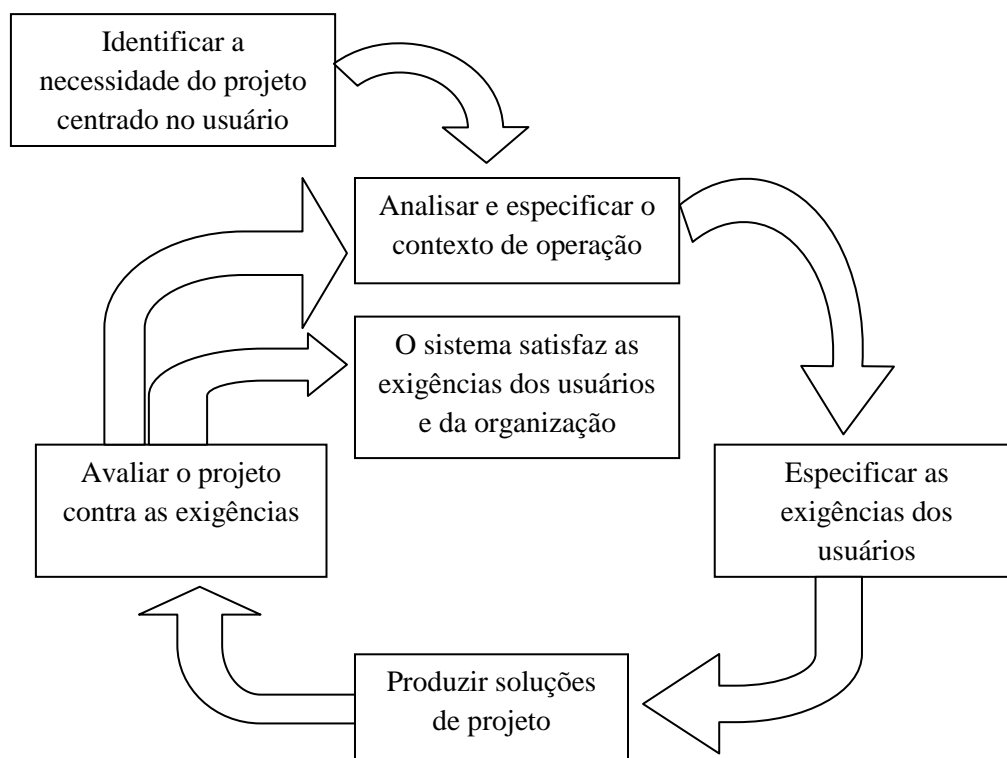 Identificar a
necessidade do projeto
centrado no usuário
Analisar e especificar o
contexto de operação
O sistema satisfaz as
exigências dos usuários
e da organização
Avaliar o projeto
contra as exigências
Especificar as
exigências dos
usuários
Produzir soluções
de projeto